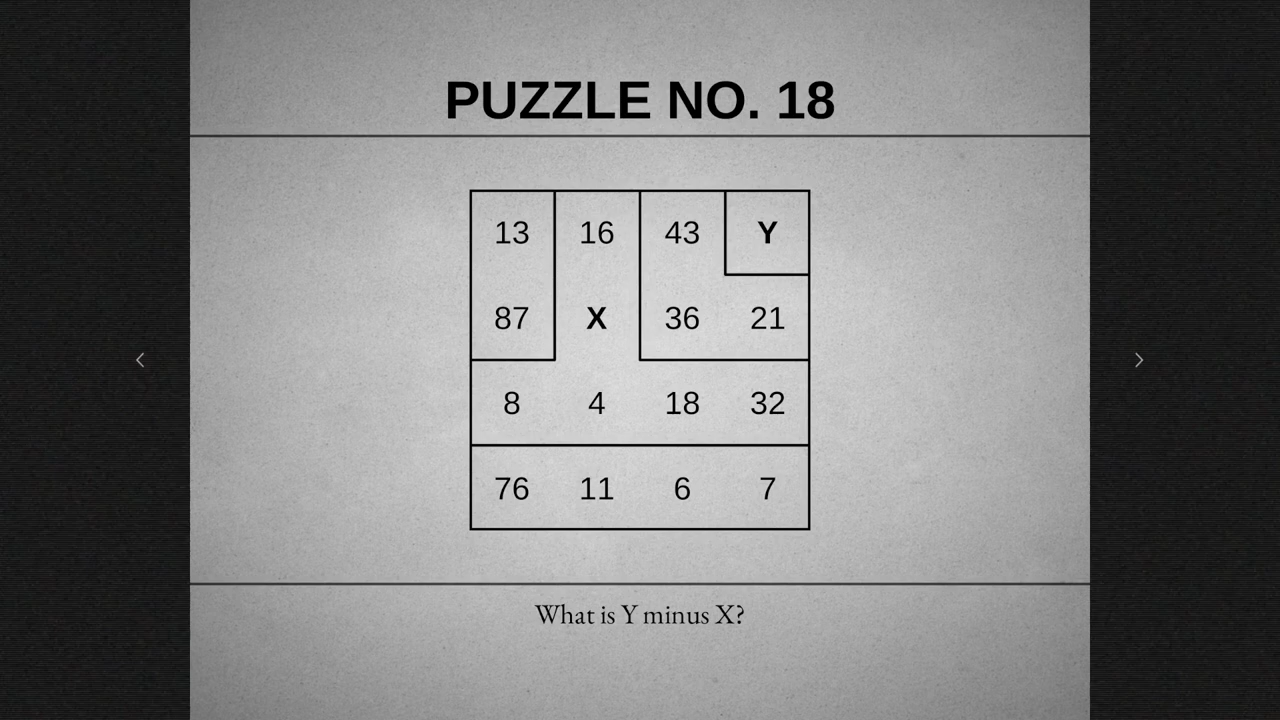 PUZZLE NO. 18
13 16 43 Y
87 X 36 21
8 4 18 32
76 11 6 7
What is Y minus X?